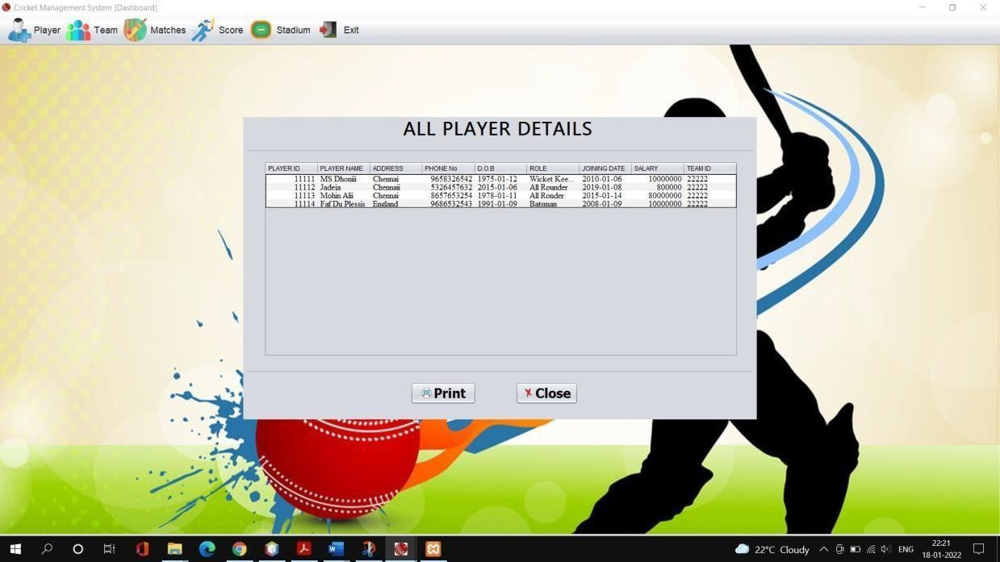 Cricket Management System [Dashboard]
Player Team Matches Score Stadium Exit
ALL PLAYER DETAILS
PLAYER ID PLAYER NAME ADDRESS PHONE No D.O.B ROLE JOINING DATE SALARY TEAM ID
11111 MS Dhoniii Chennai 9658326542 1975-01-12 Wicket Kee... 2010-01-06 10000000 22222
11112 Jadeja Chennaii 5326457632 2015-01-06 All Rounder 2019-01-08 800000 22222
11113 Mohin Alii Chennai 8657653254 1978-01-11 All Ronder 2015-01-14 80000000 22222
11114 Faf Du Plessis England 9686532543 1991-01-09 Batsman 2008-01-09 10000000 22222
Print Close
22°C Cloudy ENG 22:21
18-01-2022